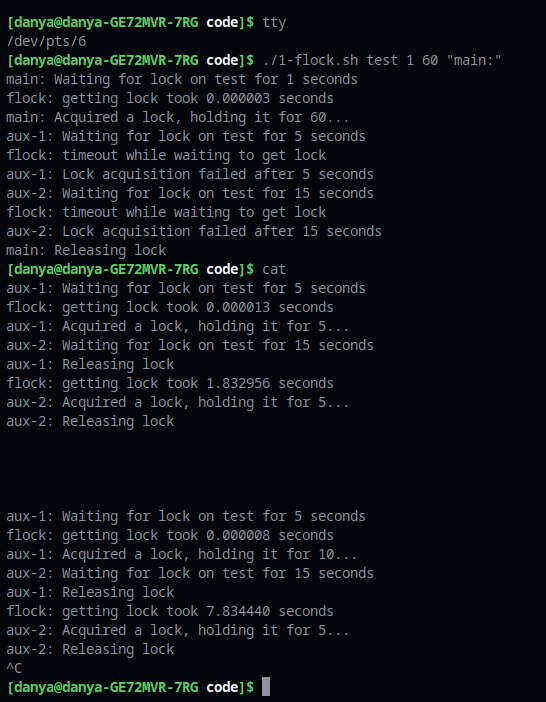 [danya@danya-GE72MVR-7RG code]$ tty
/dev/pts/6
[danya@danya-GE72MVR-7RG code]$ ./1-flock.sh test 1 60 "main:"
main: Waiting for lock on test for 1 seconds
flock: getting lock took 0.000003 seconds
main: Acquired a lock, holding it for 60...
aux-1: Waiting for lock on test for 5 seconds
flock: timeout while waiting to get lock
aux-1: Lock acquisition failed after 5 seconds
aux-2: Waiting for lock on test for 15 seconds
flock: timeout while waiting to get lock
aux-2: Lock acquisition failed after 15 seconds
main: Releasing lock
[danya@danya-GE72MVR-7RG code]$ cat
aux-1: Waiting for lock on test for 5 seconds
flock: getting lock took 0.000013 seconds
aux-1: Acquired a lock, holding it for 5...
aux-2: Waiting for lock on test for 15 seconds
aux-1: Releasing lock
flock: getting lock took 1.832956 seconds
aux-2: Acquired a lock, holding it for 5...
aux-2: Releasing lock
aux-1: Waiting for lock on test for 5 seconds
flock: getting lock took 0.000008 seconds
aux-1: Acquired a lock, holding it for 10...
aux-2: Waiting for lock on test for 15 seconds
aux-1: Releasing lock
flock: getting lock took 7.834440 seconds
aux-2: Acquired a lock, holding it for 5...
aux-2: Releasing lock
^C
[danya@danya-GE72MVR-7RG code]$